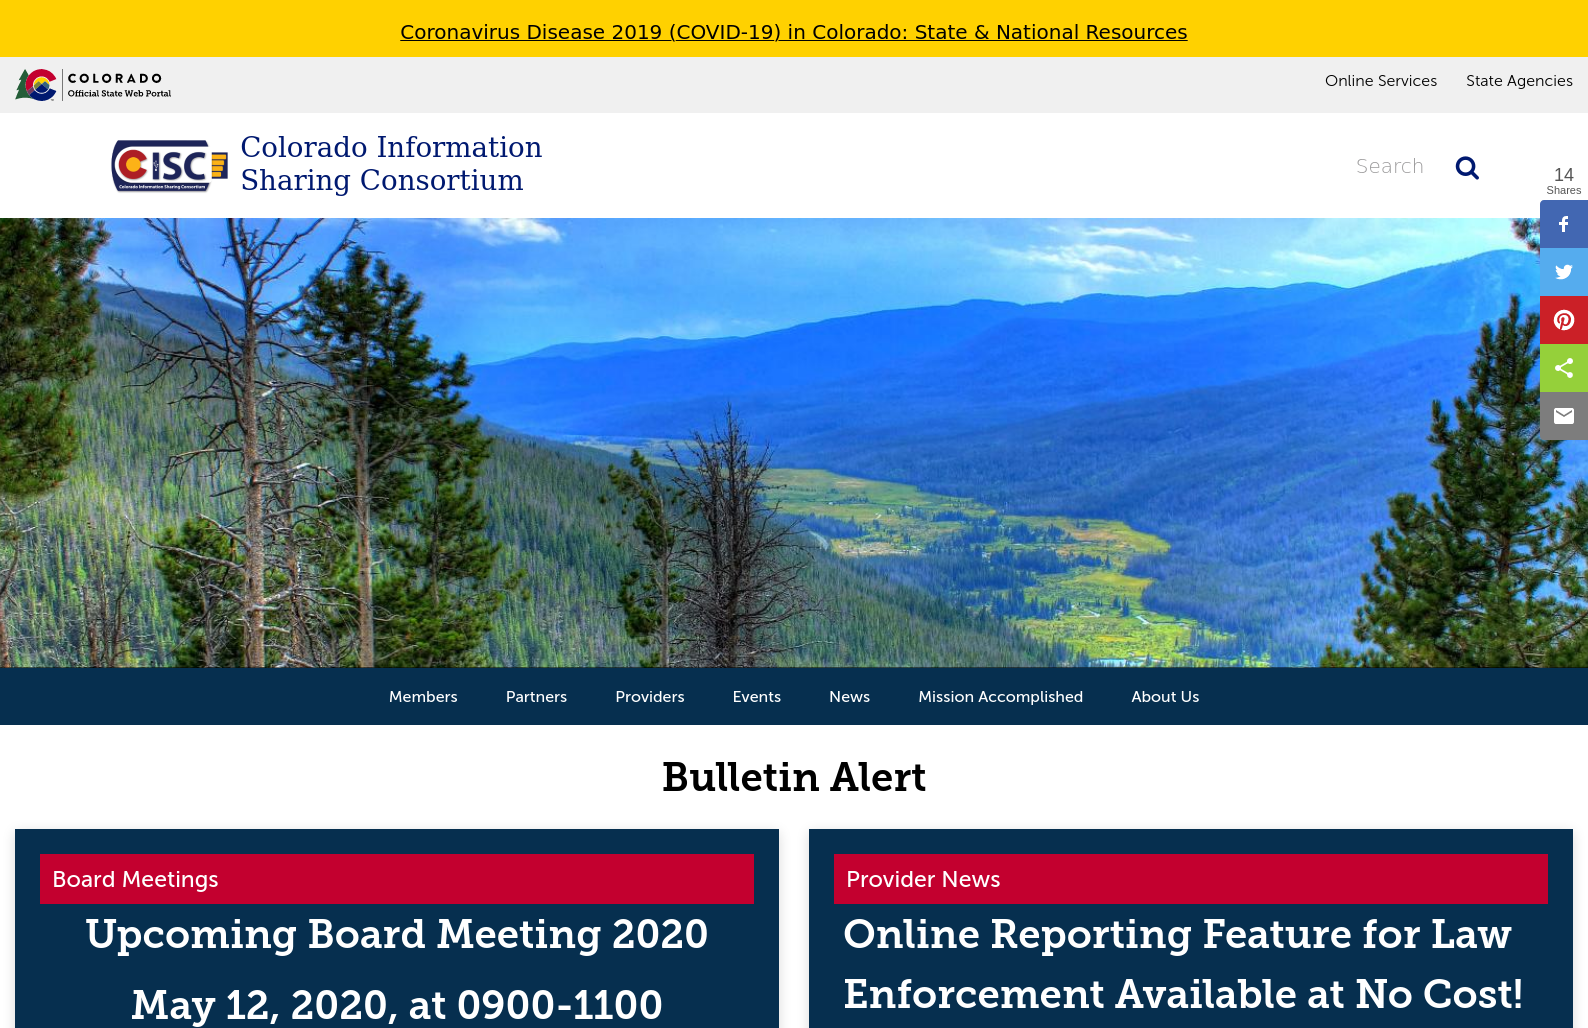 Coronavirus Disease 2019 (COVID-19) in Colorado: State & National Resources
COLORADO
Official State Web Portal
Online Services
State Agencies
CISC
Colorado Information Sharing Consortium
Colorado Information
Sharing Consortium
Search
14
Shares
Members
Partners
Providers
Events
News
Mission Accomplished
About Us
Bulletin Alert
Board Meetings
Upcoming Board Meeting 2020
May 12, 2020, at 0900-1100
Provider News
Online Reporting Feature for Law
Enforcement Available at No Cost!